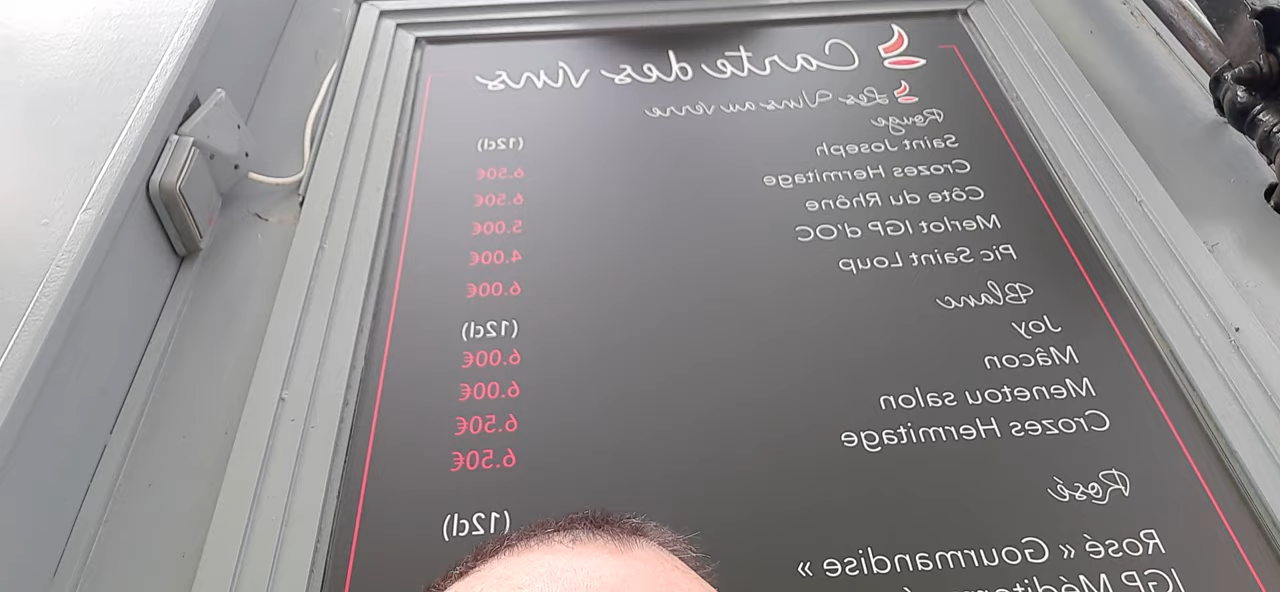 Carte des Vins
Les Vins au verre
Rouge
(12cl)
Saint Joseph
6.50€
Crozes Hermitage
6.50€
Côte du Rhône
5.00€
Merlot IGP d'OC
4.00€
Pic Saint Loup
6.00€
Blanc
(12cl)
Joy
6.00€
Mâcon
6.00€
Menetou salon
6.50€
Crozes Hermitage
6.50€
Rosé
(12cl)
Rosé « Gourmandise »
IGP